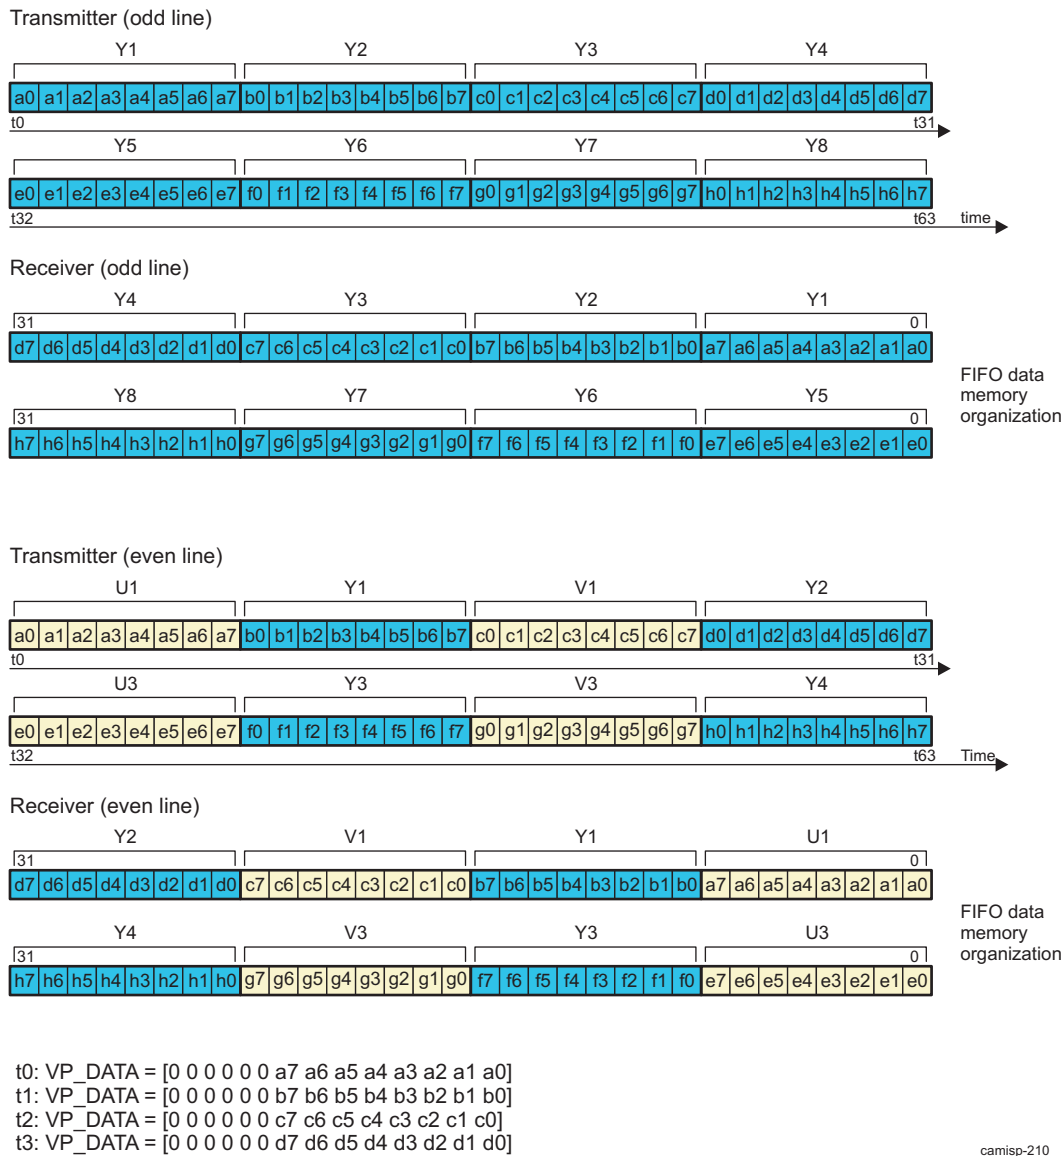 Transmitter (odd line)
Y1 Y2 Y3 Y4
a0 a1 a2 a3 a4 a5 a6 a7 b0 b1 b2 b3 b4 b5 b6 b7 c0 c1 c2 c3 c4 c5 c6 c7 d0 d1 d2 d3 d4 d5 d6 d7
t0 t31
Y5 Y6 Y7 Y8
e0 e1 e2 e3 e4 e5 e6 e7 f0 f1 f2 f3 f4 f5 f6 f7 g0 g1 g2 g3 g4 g5 g6 g7 h0 h1 h2 h3 h4 h5 h6 h7
t32 t63 time
Receiver (odd line)
Y4 Y3 Y2 Y1
31 0
d7 d6 d5 d4 d3 d2 d1 d0 c7 c6 c5 c4 c3 c2 c1 c0 b7 b6 b5 b4 b3 b2 b1 b0 a7 a6 a5 a4 a3 a2 a1 a0
Y8 Y7 Y6 Y5
31 0
h7 h6 h5 h4 h3 h2 h1 h0 g7 g6 g5 g4 g3 g2 g1 g0 f7 f6 f5 f4 f3 f2 f1 f0 e7 e6 e5 e4 e3 e2 e1 e0
FIFO data
memory
organization
Transmitter (even line)
U1 Y1 V1 Y2
a0 a1 a2 a3 a4 a5 a6 a7 b0 b1 b2 b3 b4 b5 b6 b7 c0 c1 c2 c3 c4 c5 c6 c7 d0 d1 d2 d3 d4 d5 d6 d7
t0 t31
U3 Y3 V3 Y4
e0 e1 e2 e3 e4 e5 e6 e7 f0 f1 f2 f3 f4 f5 f6 f7 g0 g1 g2 g3 g4 g5 g6 g7 h0 h1 h2 h3 h4 h5 h6 h7
t32 t63 Time
Receiver (even line)
Y2 V1 Y1 U1
31 0
d7 d6 d5 d4 d3 d2 d1 d0 c7 c6 c5 c4 c3 c2 c1 c0 b7 b6 b5 b4 b3 b2 b1 b0 a7 a6 a5 a4 a3 a2 a1 a0
Y4 V3 Y3 U3
31 0
h7 h6 h5 h4 h3 h2 h1 h0 g7 g6 g5 g4 g3 g2 g1 g0 f7 f6 f5 f4 f3 f2 f1 f0 e7 e6 e5 e4 e3 e2 e1 e0
FIFO data
memory
organization
t0: VP_DATA = [0 0 0 0 0 0 a7 a6 a5 a4 a3 a2 a1 a0]
t1: VP_DATA = [0 0 0 0 0 0 b7 b6 b5 b4 b3 b2 b1 b0]
t2: VP_DATA = [0 0 0 0 0 0 c7 c6 c5 c4 c3 c2 c1 c0]
t3: VP_DATA = [0 0 0 0 0 0 d7 d6 d5 d4 d3 d2 d1 d0]
camisp-210